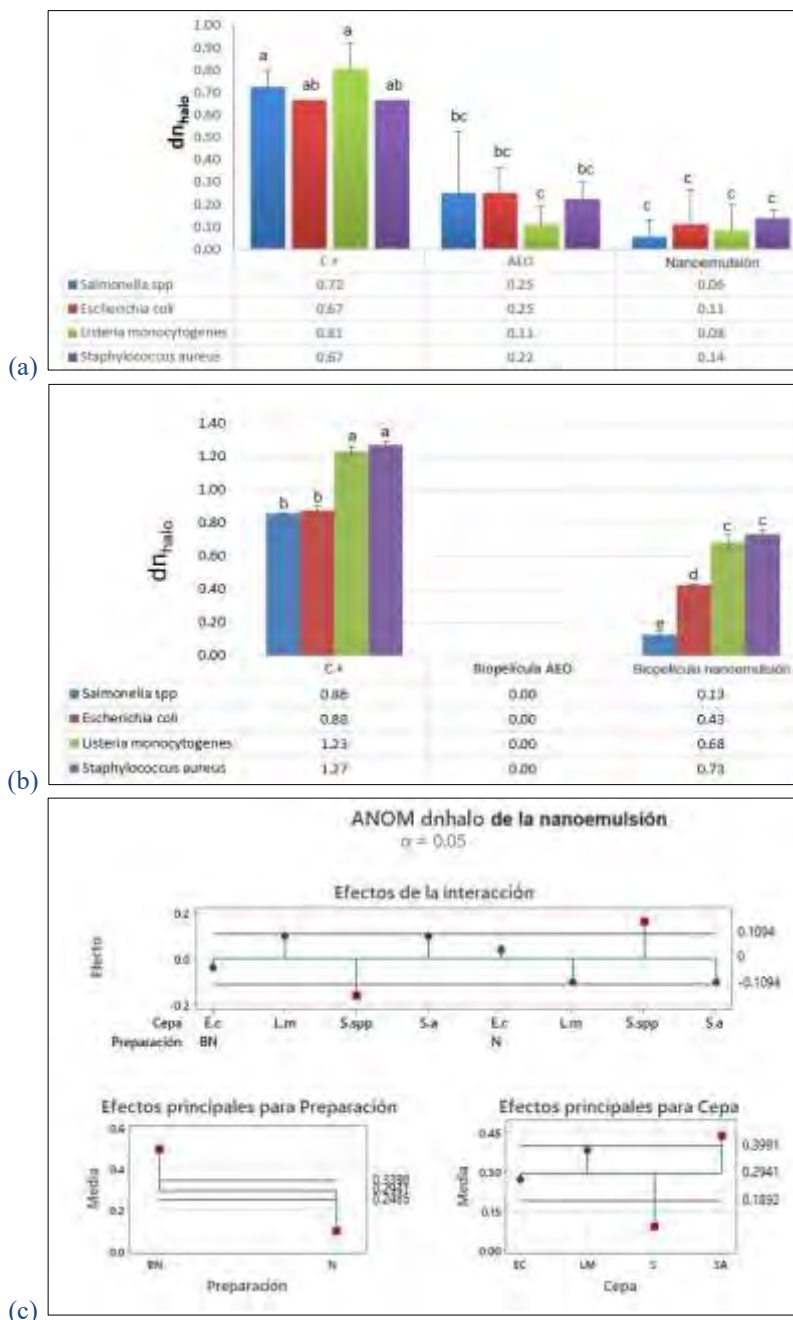 1.00
0.90
0.80
0.70
0.60
0.50
0.40
0.30
0.20
0.10
0.00
dnhalo
a
ab
a
ab
bc
bc
c
bc
c
c
c
c
C.+ AEO Nanoemulsión
Salmonella spp 0.72 0.25 0.06
Escherichia coli 0.67 0.25 0.11
Listeria monocytogenes 0.81 0.11 0.08
Staphylococcus aureus 0.67 0.22 0.14
(a)
1.40
1.20
1.00
0.80
0.60
0.40
0.20
0.00
dnhalo
b
b
a
a
e
d
c
c
C.+ Biopelícula AEO Biopelícula nanoemulsión
Salmonella spp 0.86 0.00 0.13
Escherichia coli 0.88 0.00 0.43
Listeria monocytogenes 1.23 0.00 0.68
Staphylococcus aureus 1.27 0.00 0.73
(b)
ANOM dnhalo de la nanoemulsión
α = 0.05
Efectos de la interacción
Efecto
0.2
0.0
-0.2
0.1094
0
-0.1094
Cepa E.c L.m S.spp S.a E.c L.m S.spp S.a
Preparación BN N
Efectos principales para Preparación
Media
0.6
0.4
0.2
0.0
BN N
Preparación
Efectos principales para Cepa
Media
0.45
0.30
0.15
0.00
0.3991
0.2941
0.1892
EC LM S SA
Cepa
(c)